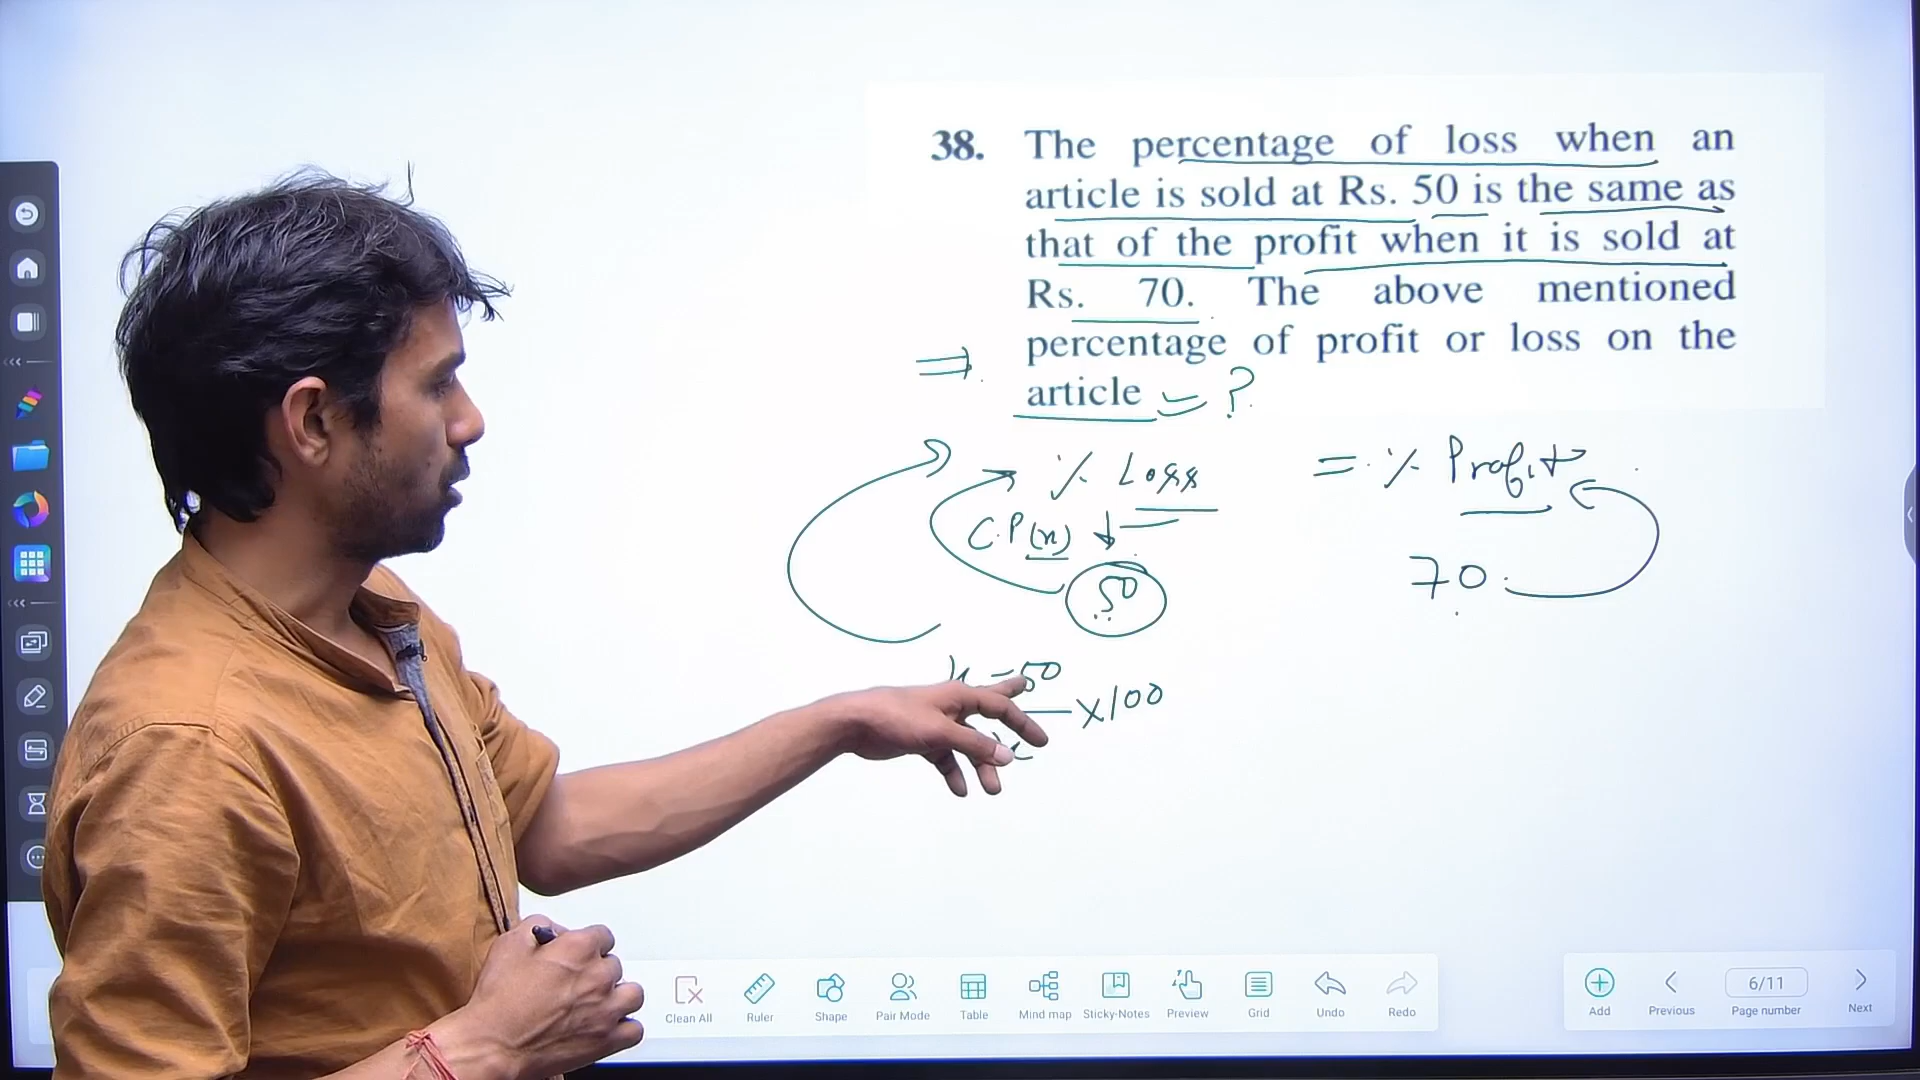 38. The percentage of loss when an
article is sold at Rs. 50 is the same as
that of the profit when it is sold at
Rs. 70. The above mentioned
percentage of profit or loss on the
⇒ article = ?
% Loss = % Profit
C.P(x) ↓
50
70
x - 50
x100
x
Clean All
Ruler
Shape
Pair Mode
Table
Mind map
Sticky-Notes
Preview
Grid
Undo
Redo
Add
Previous
6/11
Page number
Next